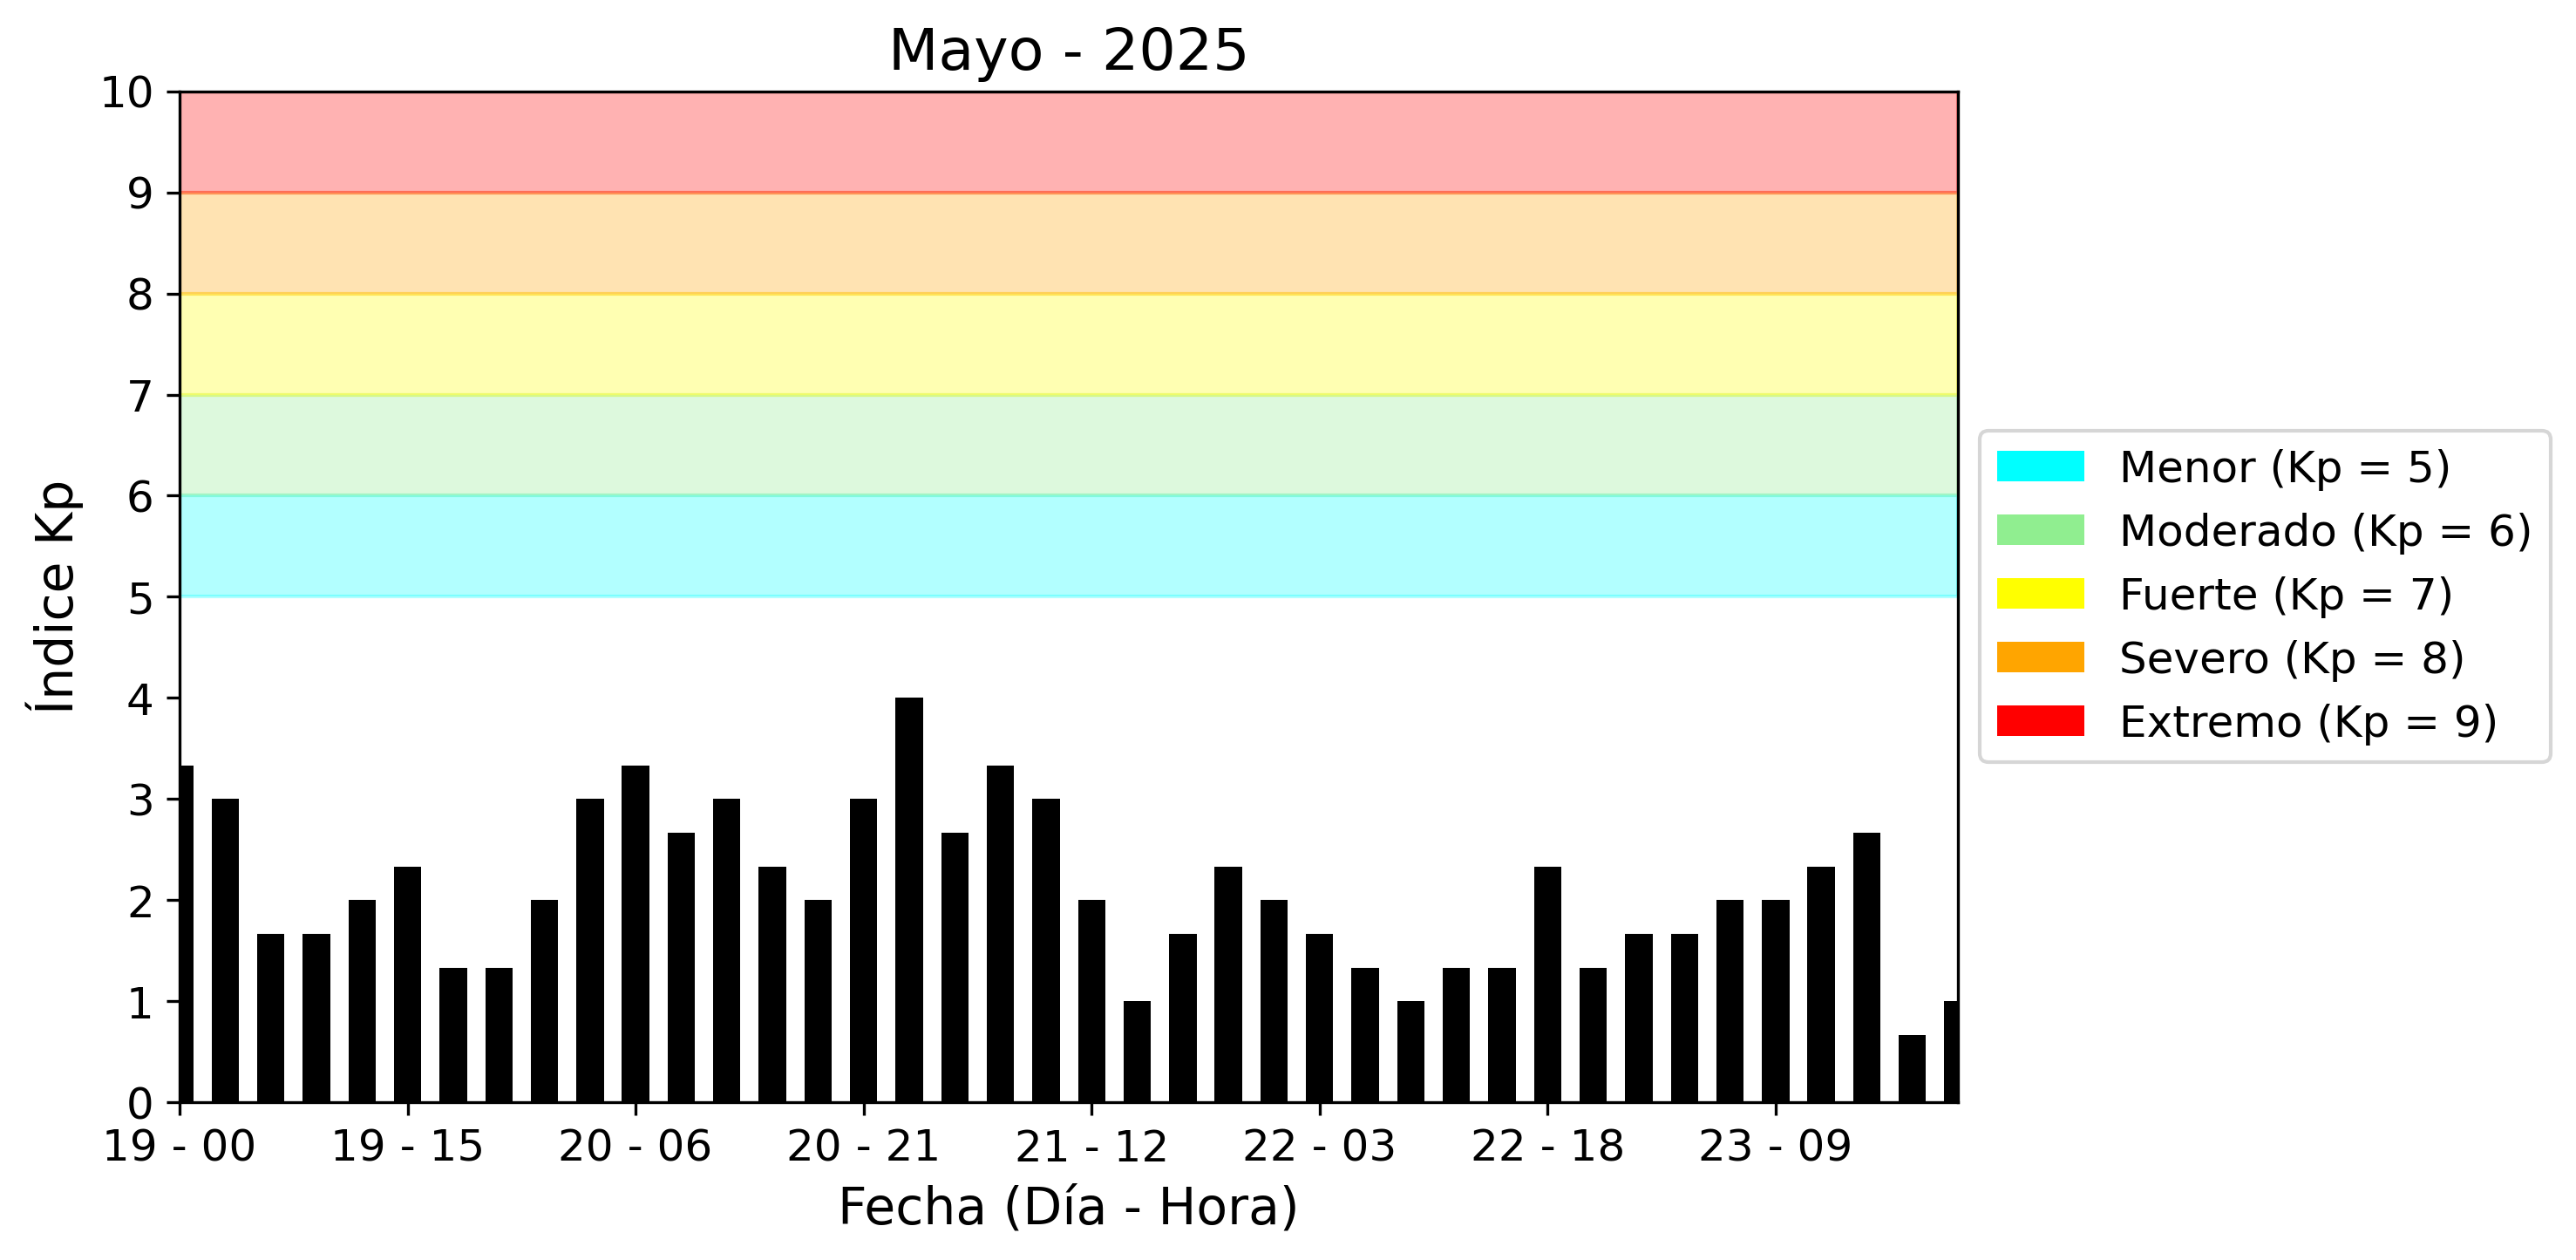 Mayo - 2025
10
9
8
7
6
5
4
3
2
1
0
Índice Kp
19 - 00
19 - 15
20 - 06
20 - 21
21 - 12
22 - 03
22 - 18
23 - 09
Fecha (Día - Hora)
Menor (Kp = 5)
Moderado (Kp = 6)
Fuerte (Kp = 7)
Severo (Kp = 8)
Extremo (Kp = 9)